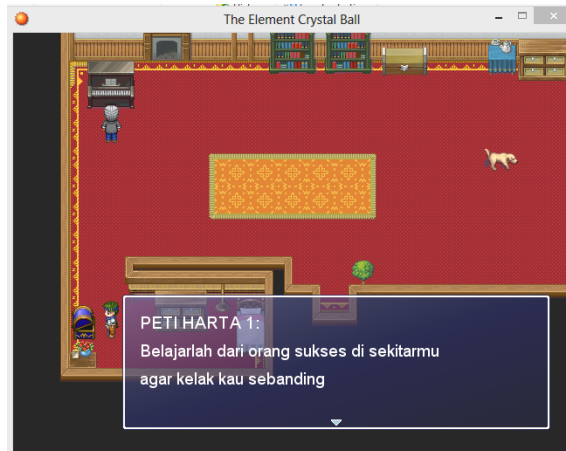 The Element Crystal Ball
PETI HARTA 1:
Belajarlah dari orang sukses di sekitarmu
agar kelak kau sebanding